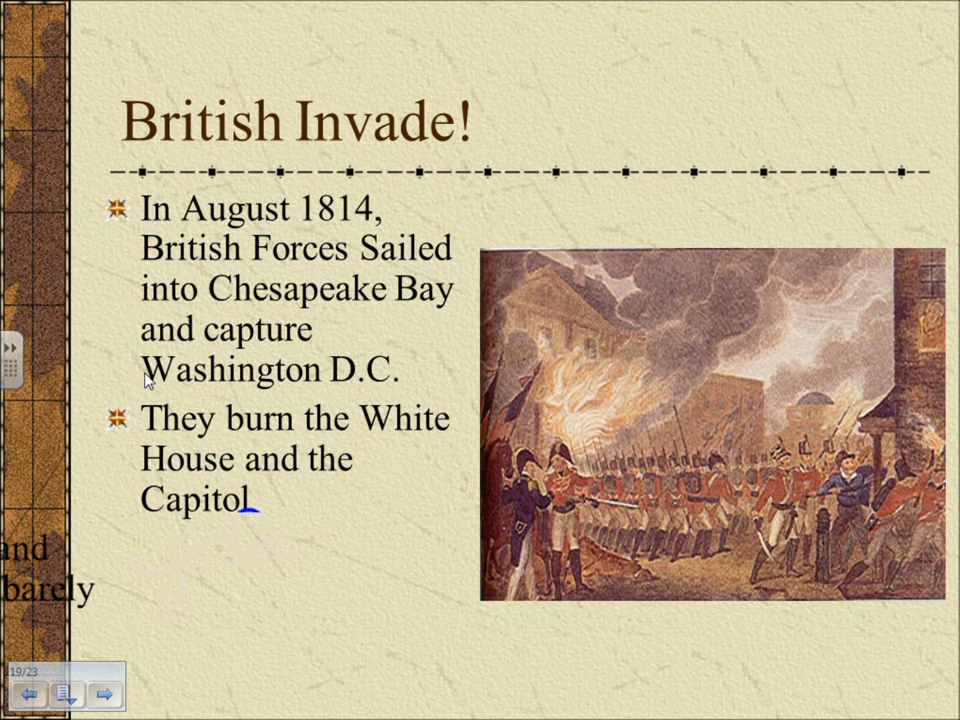 British Invade!
In August 1814,
British Forces Sailed
into Chesapeake Bay
and capture
Washington D.C.
They burn the White
House and the
Capitol
and
barely
19/23